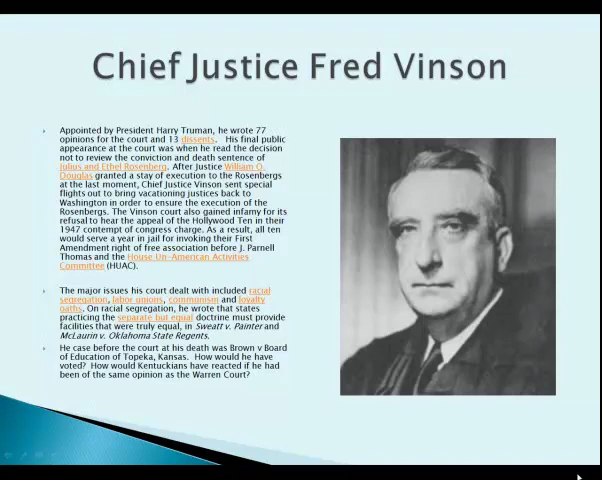 Chief Justice Fred Vinson
Appointed by President Harry Truman, he wrote 77
opinions for the court and 13 dissents. His final public
appearance at the court was when he read the decision
not to review the conviction and death sentence of
Julius and Ethel Rosenberg. After Justice William O.
Douglas granted a stay of execution to the Rosenbergs
at the last moment, Chief Justice Vinson sent special
flights out to bring vacationing justices back to
Washington in order to ensure the execution of the
Rosenbergs. The Vinson court also gained infamy for its
refusal to hear the appeal of the Hollywood Ten in their
1947 contempt of congress charge. As a result, all ten
would serve a year in jail for invoking their First
Amendment right of free association before J. Parnell
Thomas and the House Un-American Activities
Committee (HUAC).
The major issues his court dealt with included racial
segregation, labor unions, communism and loyalty
oaths. On racial segregation, he wrote that states
practicing the separate but equal doctrine must provide
facilities that were truly equal, in Sweatt v. Painter and
McLaurin v. Oklahoma State Regents.
He case before the court at his death was Brown v Board
of Education of Topeka, Kansas. How would he have
voted? How would Kentuckians have reacted if he had
been of the same opinion as the Warren Court?